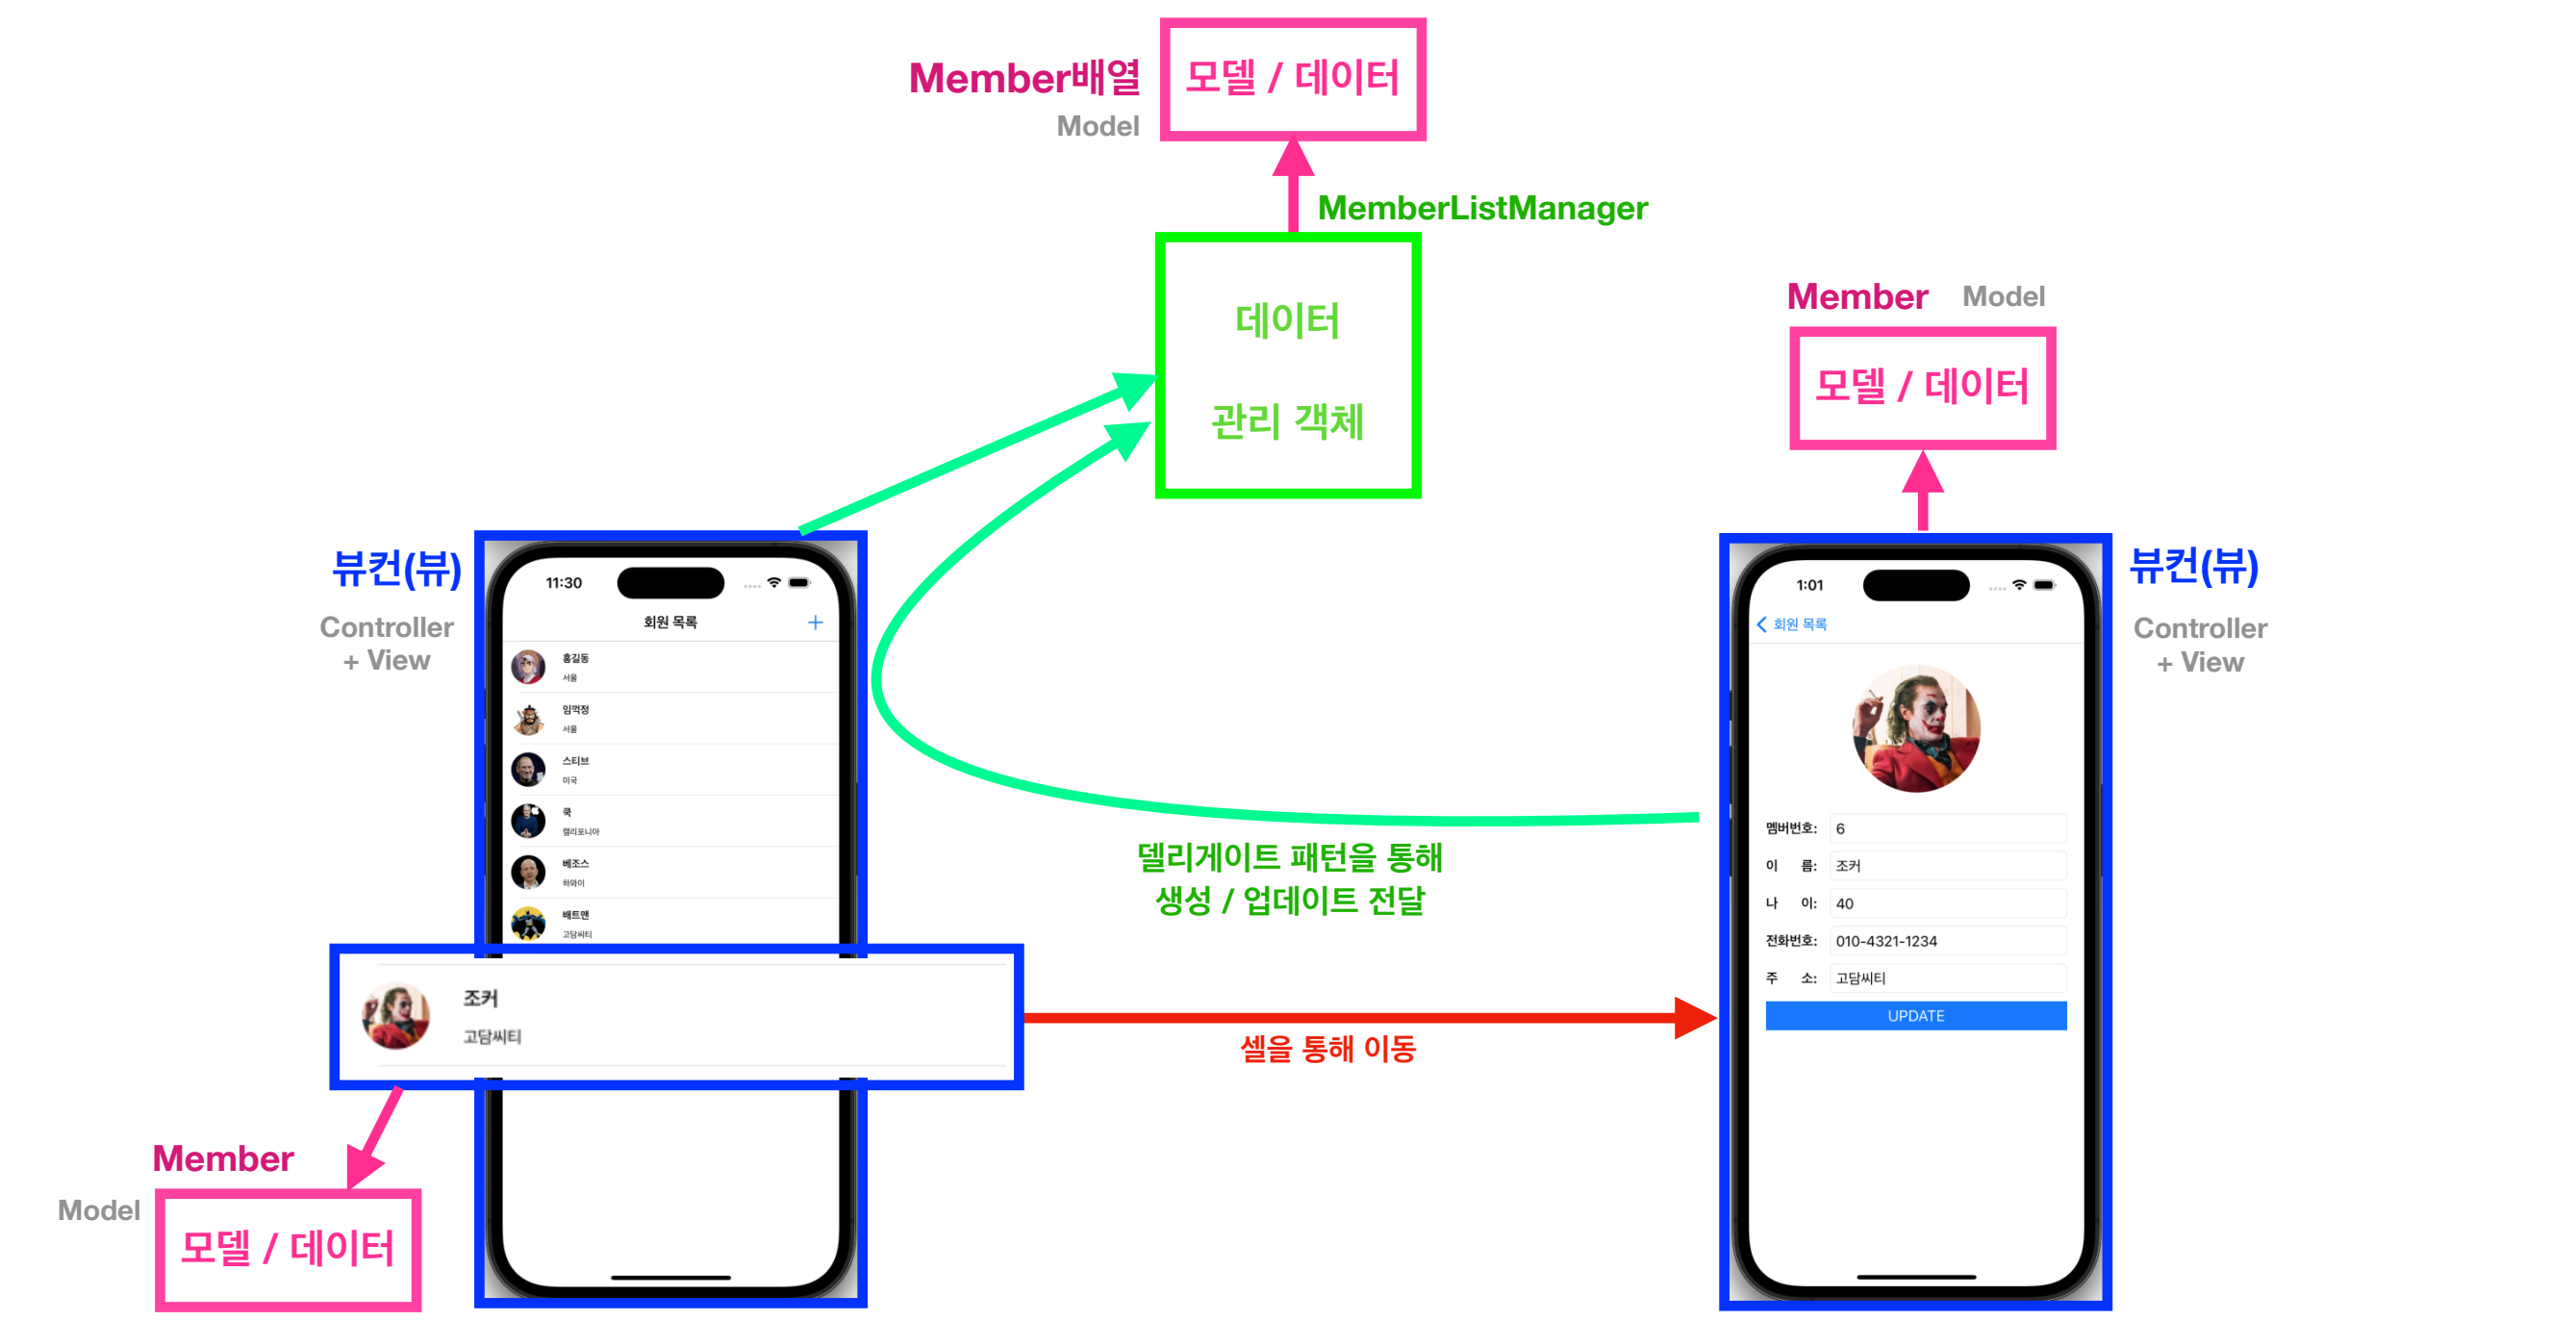 Member배열
Model
모델 / 데이터
MemberListManager
데이터
관리 객체
Member Model
모델 / 데이터
뷰컨(뷰)
Controller
+ View
11:30
회원 목록 +
홍길동
서울
임꺽정
서울
스티브
미국
쿡
캘리포니아
베조스
하와이
배트맨
고담씨티
조커
고담씨티
Member
Model
모델 / 데이터
델리게이트 패턴을 통해
생성 / 업데이트 전달
셀을 통해 이동
뷰컨(뷰)
Controller
+ View
1:01
회원 목록
멤버번호: 6
이 름: 조커
나 이: 40
전화번호: 010-4321-1234
주 소: 고담씨티
UPDATE